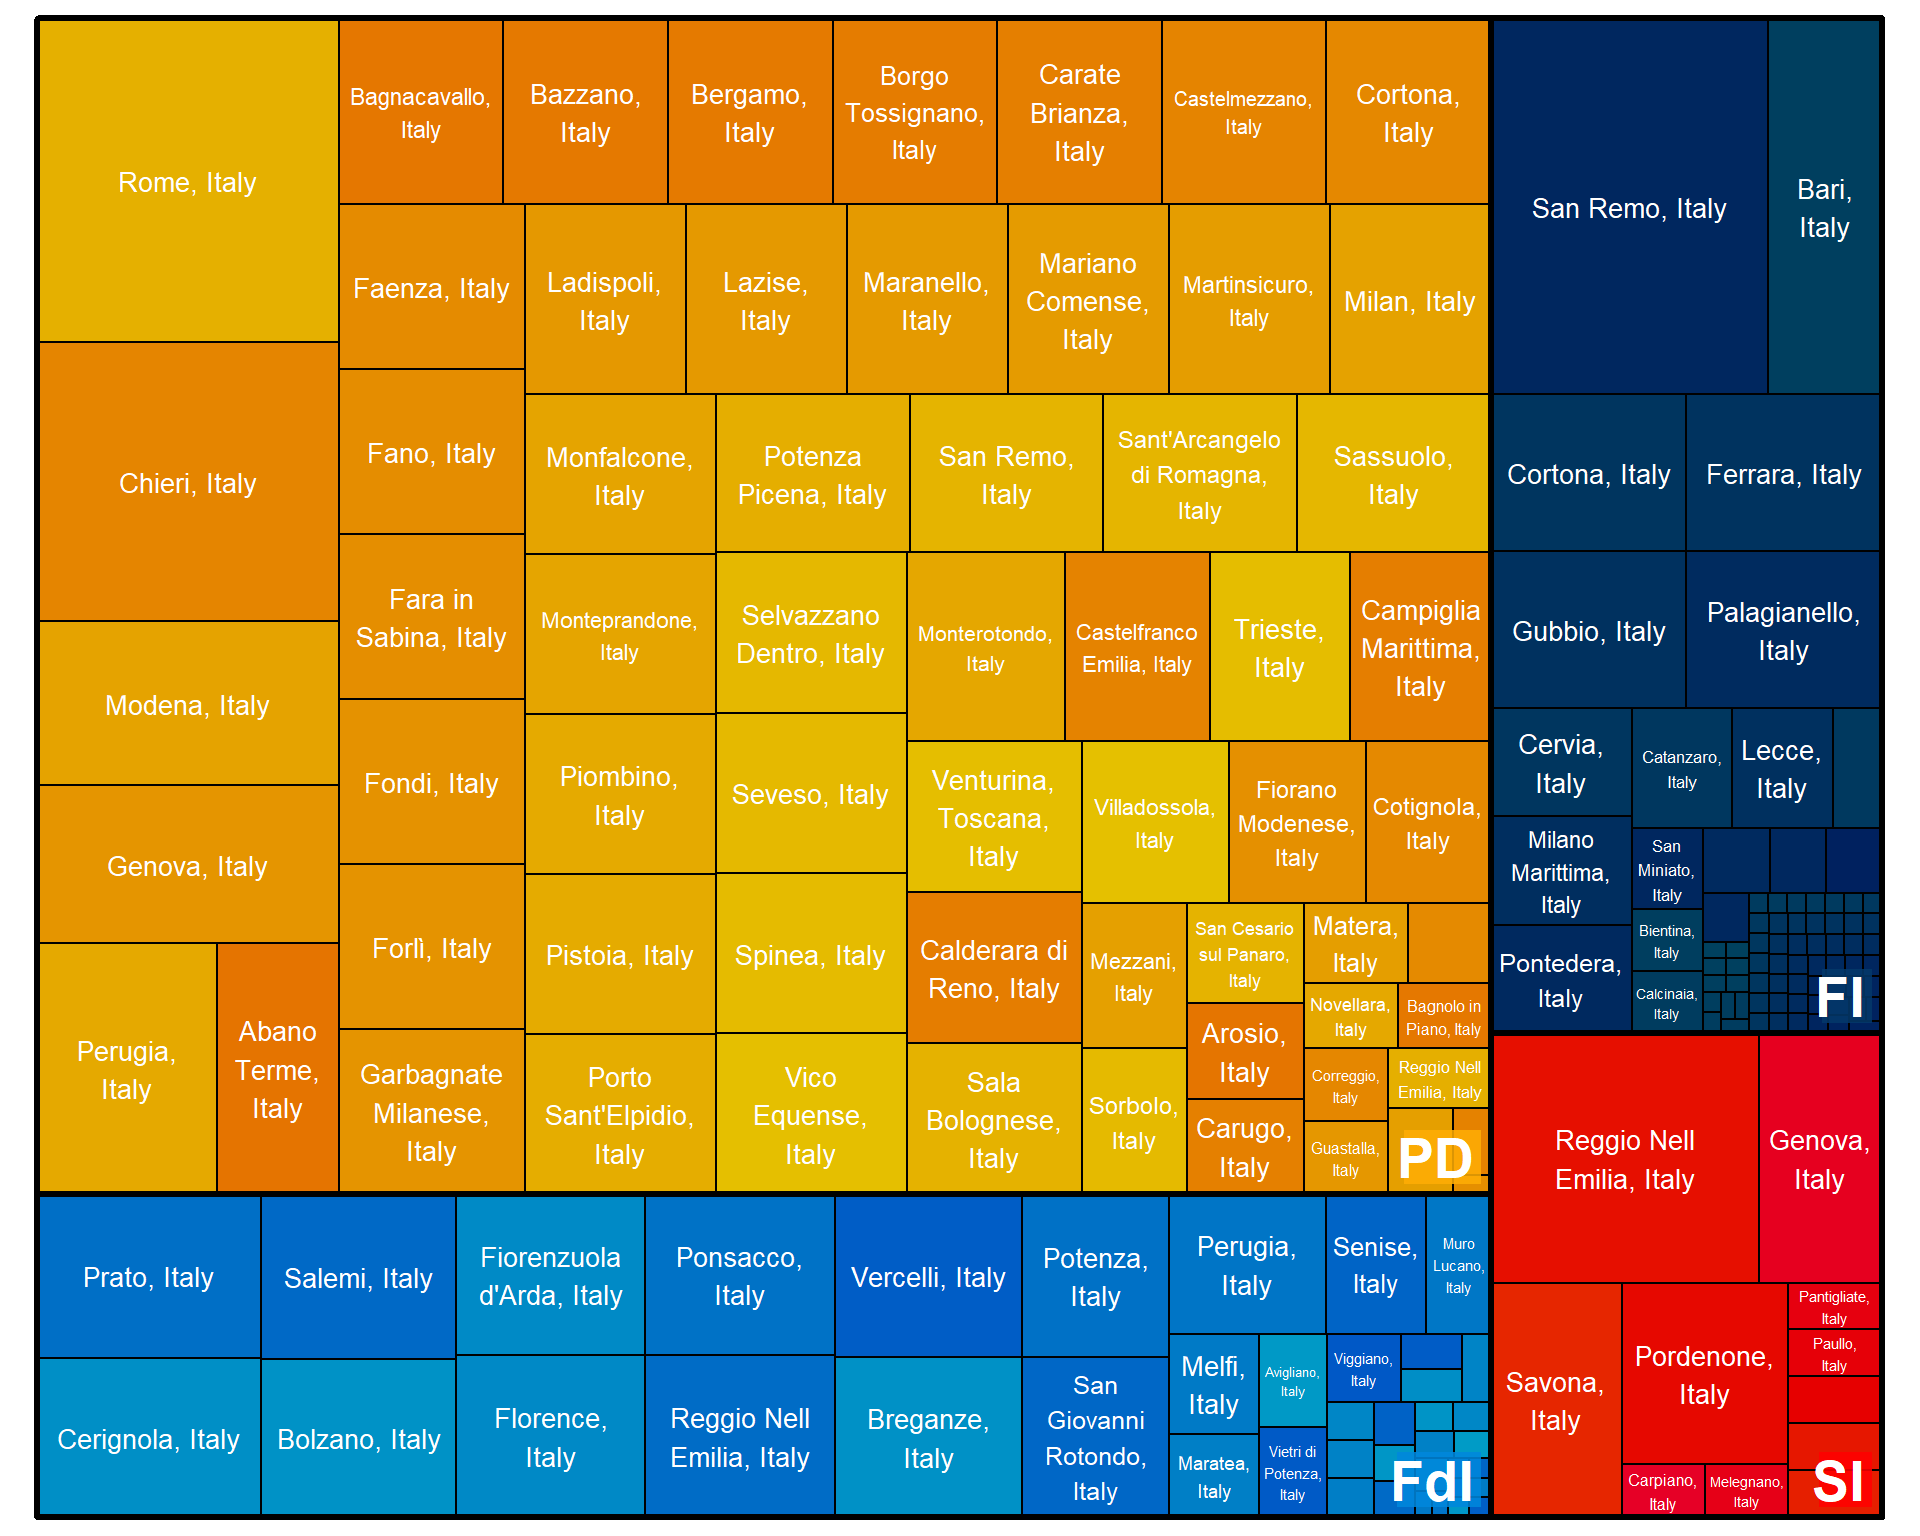 Rome, Italy
Chieri, Italy
Modena, Italy
Genova, Italy
Perugia,
Italy
Abano
Terme,
Italy
Bagnacavallo,
Italy
Bazzano,
Italy
Bergamo,
Italy
Borgo
Tossignano,
Italy
Carate
Brianza,
Italy
Castelmezzano,
Italy
Cortona,
Italy
Faenza, Italy
Fano, Italy
Fara in
Sabina, Italy
Fondi, Italy
Forlì, Italy
Garbagnate
Milanese,
Italy
Ladispoli,
Italy
Lazise,
Italy
Maranello,
Italy
Mariano
Comense,
Italy
Martinsicuro,
Italy
Milan, Italy
Monfalcone,
Italy
Potenza
Picena, Italy
San Remo,
Italy
Sant'Arcangelo
di Romagna,
Italy
Sassuolo,
Italy
Monteprandone,
Italy
Piombino,
Italy
Pistoia, Italy
Porto
Sant'Elpidio,
Italy
Selvazzano
Dentro, Italy
Seveso, Italy
Spinea, Italy
Vico
Equense,
Italy
Monterotondo,
Italy
Castelfranco
Emilia, Italy
Trieste,
Italy
Campiglia
Marittima,
Italy
Venturina,
Toscana,
Italy
Villadossola,
Italy
Fiorano
Modenese,
Italy
Cotignola,
Italy
Calderara di
Reno, Italy
Sala
Bolognese,
Italy
Mezzani,
Italy
Sorbolo,
Italy
San Cesario
sul Panaro,
Italy
Arosio,
Italy
Carugo,
Italy
Matera,
Italy
Novellara,
Italy
Bagnolo in
Piano, Italy
Correggio,
Italy
Guastalla,
Italy
Reggio Nell
Emilia, Italy
PD
San Remo, Italy
Bari,
Italy
Cortona, Italy
Ferrara, Italy
Gubbio, Italy
Palagianello,
Italy
Cervia,
Italy
Milano
Marittima,
Italy
Pontedera,
Italy
Catanzaro,
Italy
Lecce,
Italy
San
Miniato,
Italy
Bientina,
Italy
Calcinaia,
Italy
FI
Prato, Italy
Salemi, Italy
Fiorenzuola
d'Arda, Italy
Ponsacco,
Italy
Vercelli, Italy
Potenza,
Italy
Perugia,
Italy
Senise,
Italy
Muro
Lucano,
Italy
Cerignola, Italy
Bolzano, Italy
Florence,
Italy
Reggio Nell
Emilia, Italy
Breganze,
Italy
San
Giovanni
Rotondo,
Italy
Melfi,
Italy
Maratea,
Italy
Avigliano,
Italy
Vietri di
Potenza,
Italy
Viggiano,
Italy
FdI
Reggio Nell
Emilia, Italy
Genova,
Italy
Savona,
Italy
Pordenone,
Italy
Carpiano,
Italy
Melegnano,
Italy
Pantigliate,
Italy
Paullo,
Italy
SI